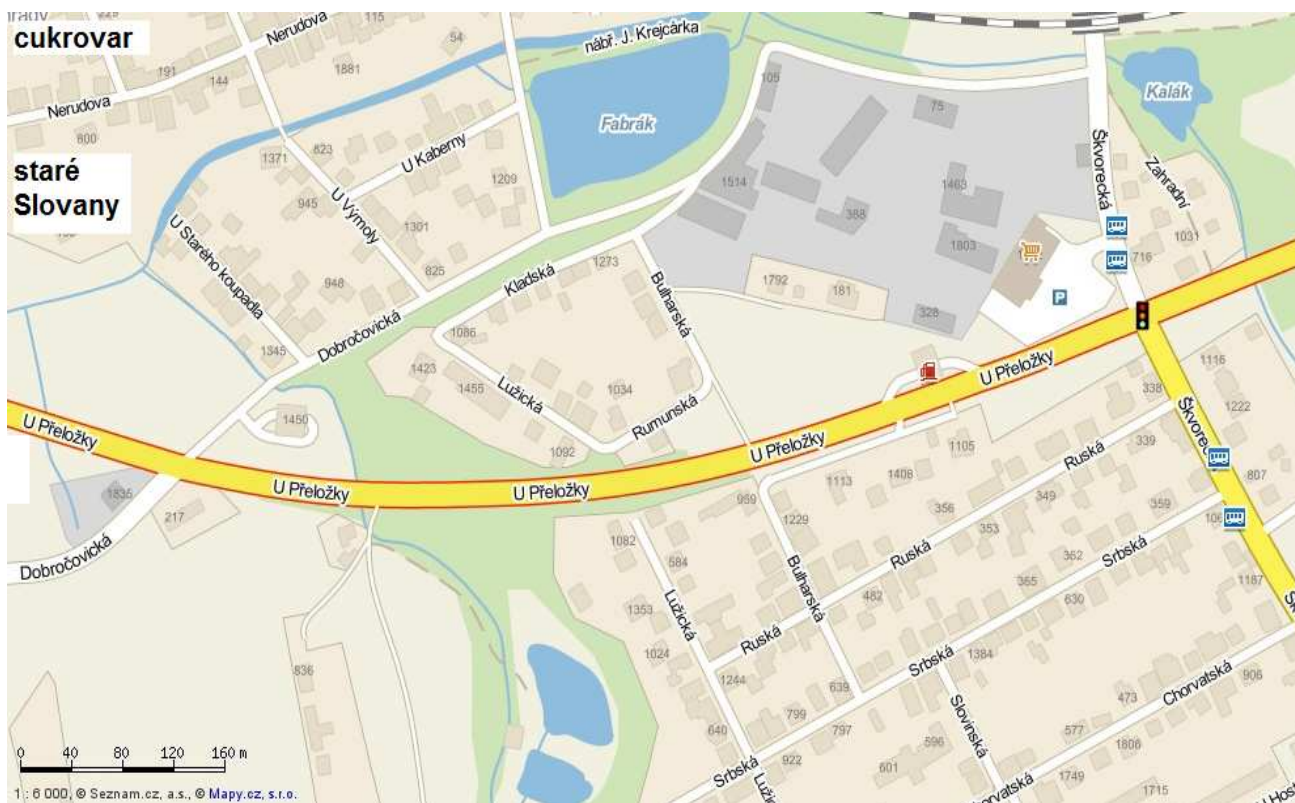 cukrovar
staré
Slovany
115
nábř. J. Krejcárka
Nerudova
54
191
1881
144
105
75
Kalák
Nerudova
800
Fabrák
823
U Kaberny
Škvorecká
1371
1514
1463
Zahradní
1209
945
U Výmoly
1301
388
U Starého koupadla
1803
1031
716
825
1273
948
Kladská
Bulharská
1792
181
P
328
1086
Dobročovická
1345
U Přeložky
1116
1423
1455
1034
338
Lužická
1222
Rumunská
Škvorecká
U Přeložky
1450
U Přeložky
1105
Ruská
339
1092
1408
807
U Přeložky
U Přeložky
1113
349
1835
959
356
359
217
1229
353
Ruská
1082
362
Srbská
Dobročovická
584
Bulharská
365
1187
482
630
1353
Lužická
1024
Ruská
836
1384
Srbská
1244
639
906
Chorvatská
799
473
640
797
Slovinská
577
0 40 80 120 160 m
922
596
1806
Srbská
601
Lužická
1749
Chorvatská
1715
1 : 6 000, © Seznam.cz, a.s., © Mapy.cz, s.r.o.